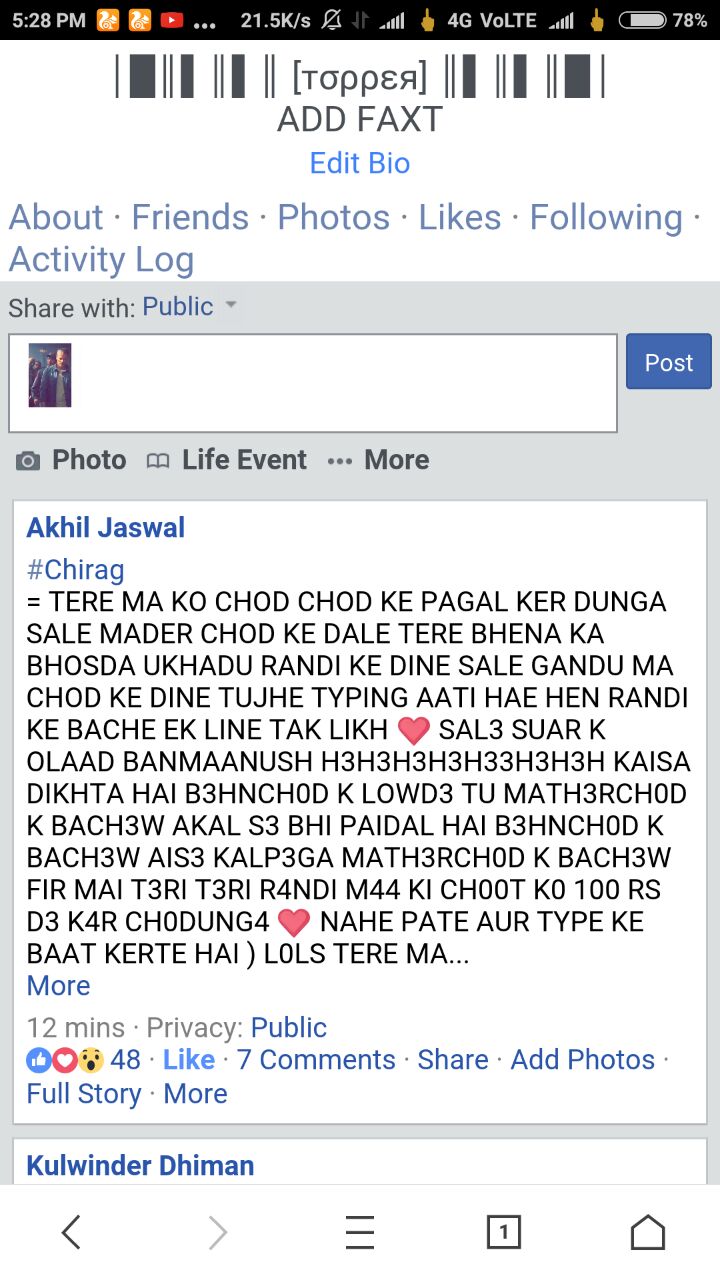 5:28 PM ... 21.5K/s 4G VoLTE 78%
[тσρρεя]
ADD FAXT
Edit Bio
About · Friends · Photos · Likes · Following ·
Activity Log
Share with: Public
Post
Photo Life Event ••• More
Akhil Jaswal
#Chirag
= TERE MA KO CHOD CHOD KE PAGAL KER DUNGA
SALE MADER CHOD KE DALE TERE BHENA KA
BHOSDA UKHADU RANDI KE DINE SALE GANDU MA
CHOD KE DINE TUJHE TYPING AATI HAE HEN RANDI
KE BACHE EK LINE TAK LIKH ❤ SAL3 SUAR K
OLAAD BANMAANUSH H3H3H3H3H33H3H3H KAISA
DIKHTA HAI B3HNCH0D K LOWD3 TU MATH3RCH0D
K BACH3W AKAL S3 BHI PAIDAL HAI B3HNCH0D K
BACH3W AIS3 KALP3GA MATH3RCH0D K BACH3W
FIR MAI T3RI T3RI R4NDI M44 KI CH00T K0 100 RS
D3 K4R CH0DUNG4 ❤ NAHE PATE AUR TYPE KE
BAAT KERTE HAI ) L0LS TERE MA...
More
12 mins · Privacy: Public
48 · Like · 7 Comments · Share · Add Photos ·
Full Story · More
Kulwinder Dhiman
1